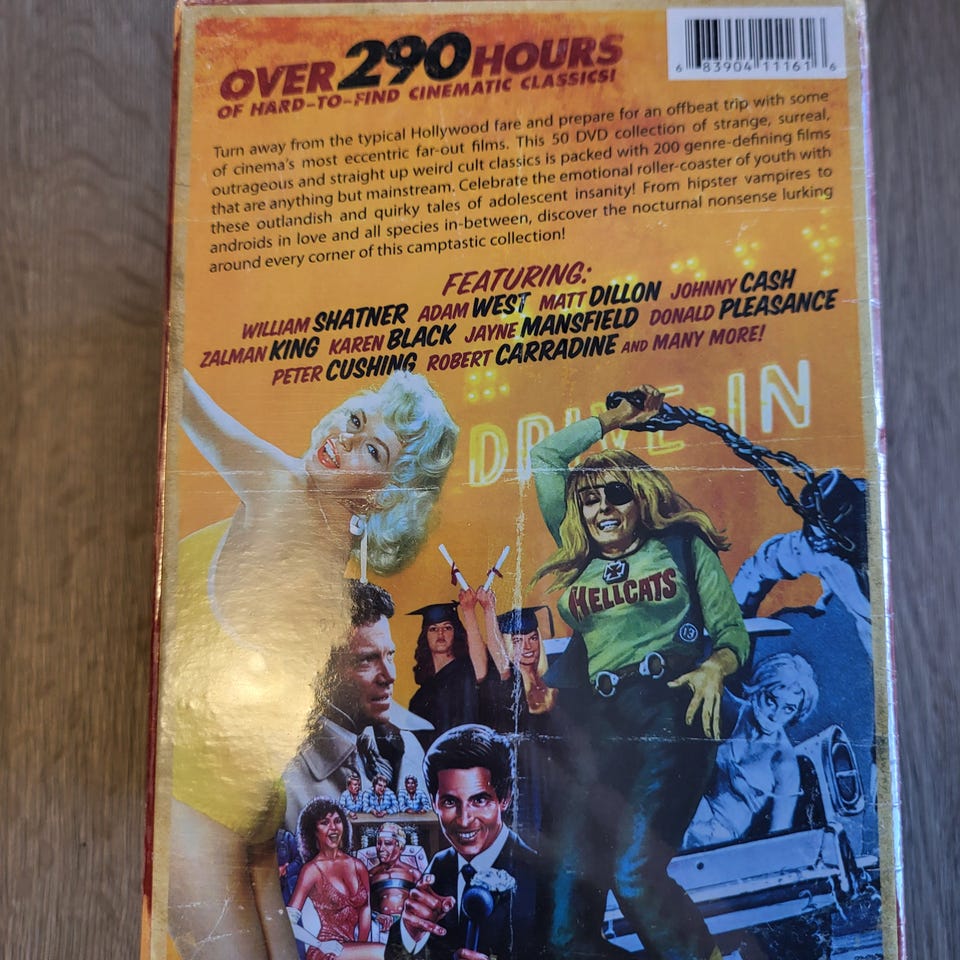 OVER 290 HOURS
OF HARD-TO-FIND CINEMATIC CLASSICS!
6 83904 11161 6
Turn away from the typical Hollywood fare and prepare for an offbeat trip with some
of cinema's most eccentric far-out films. This 50 DVD collection of strange, surreal,
outrageous and straight up weird cult classics is packed with 200 genre-defining films
that are anything but mainstream. Celebrate the emotional roller-coaster of youth with
these outlandish and quirky tales of adolescent insanity! From hipster vampires to
androids in love and all species in-between, discover the nocturnal nonsense lurking
around every corner of this camptastic collection!
FEATURING:
WILLIAM SHATNER ADAM WEST MATT DILLON JOHNNY CASH
ZALMAN KING KAREN BLACK JAYNE MANSFIELD DONALD PLEASANCE
PETER CUSHING ROBERT CARRADINE AND MANY MORE!
DRIVE-IN
HELLCATS
13